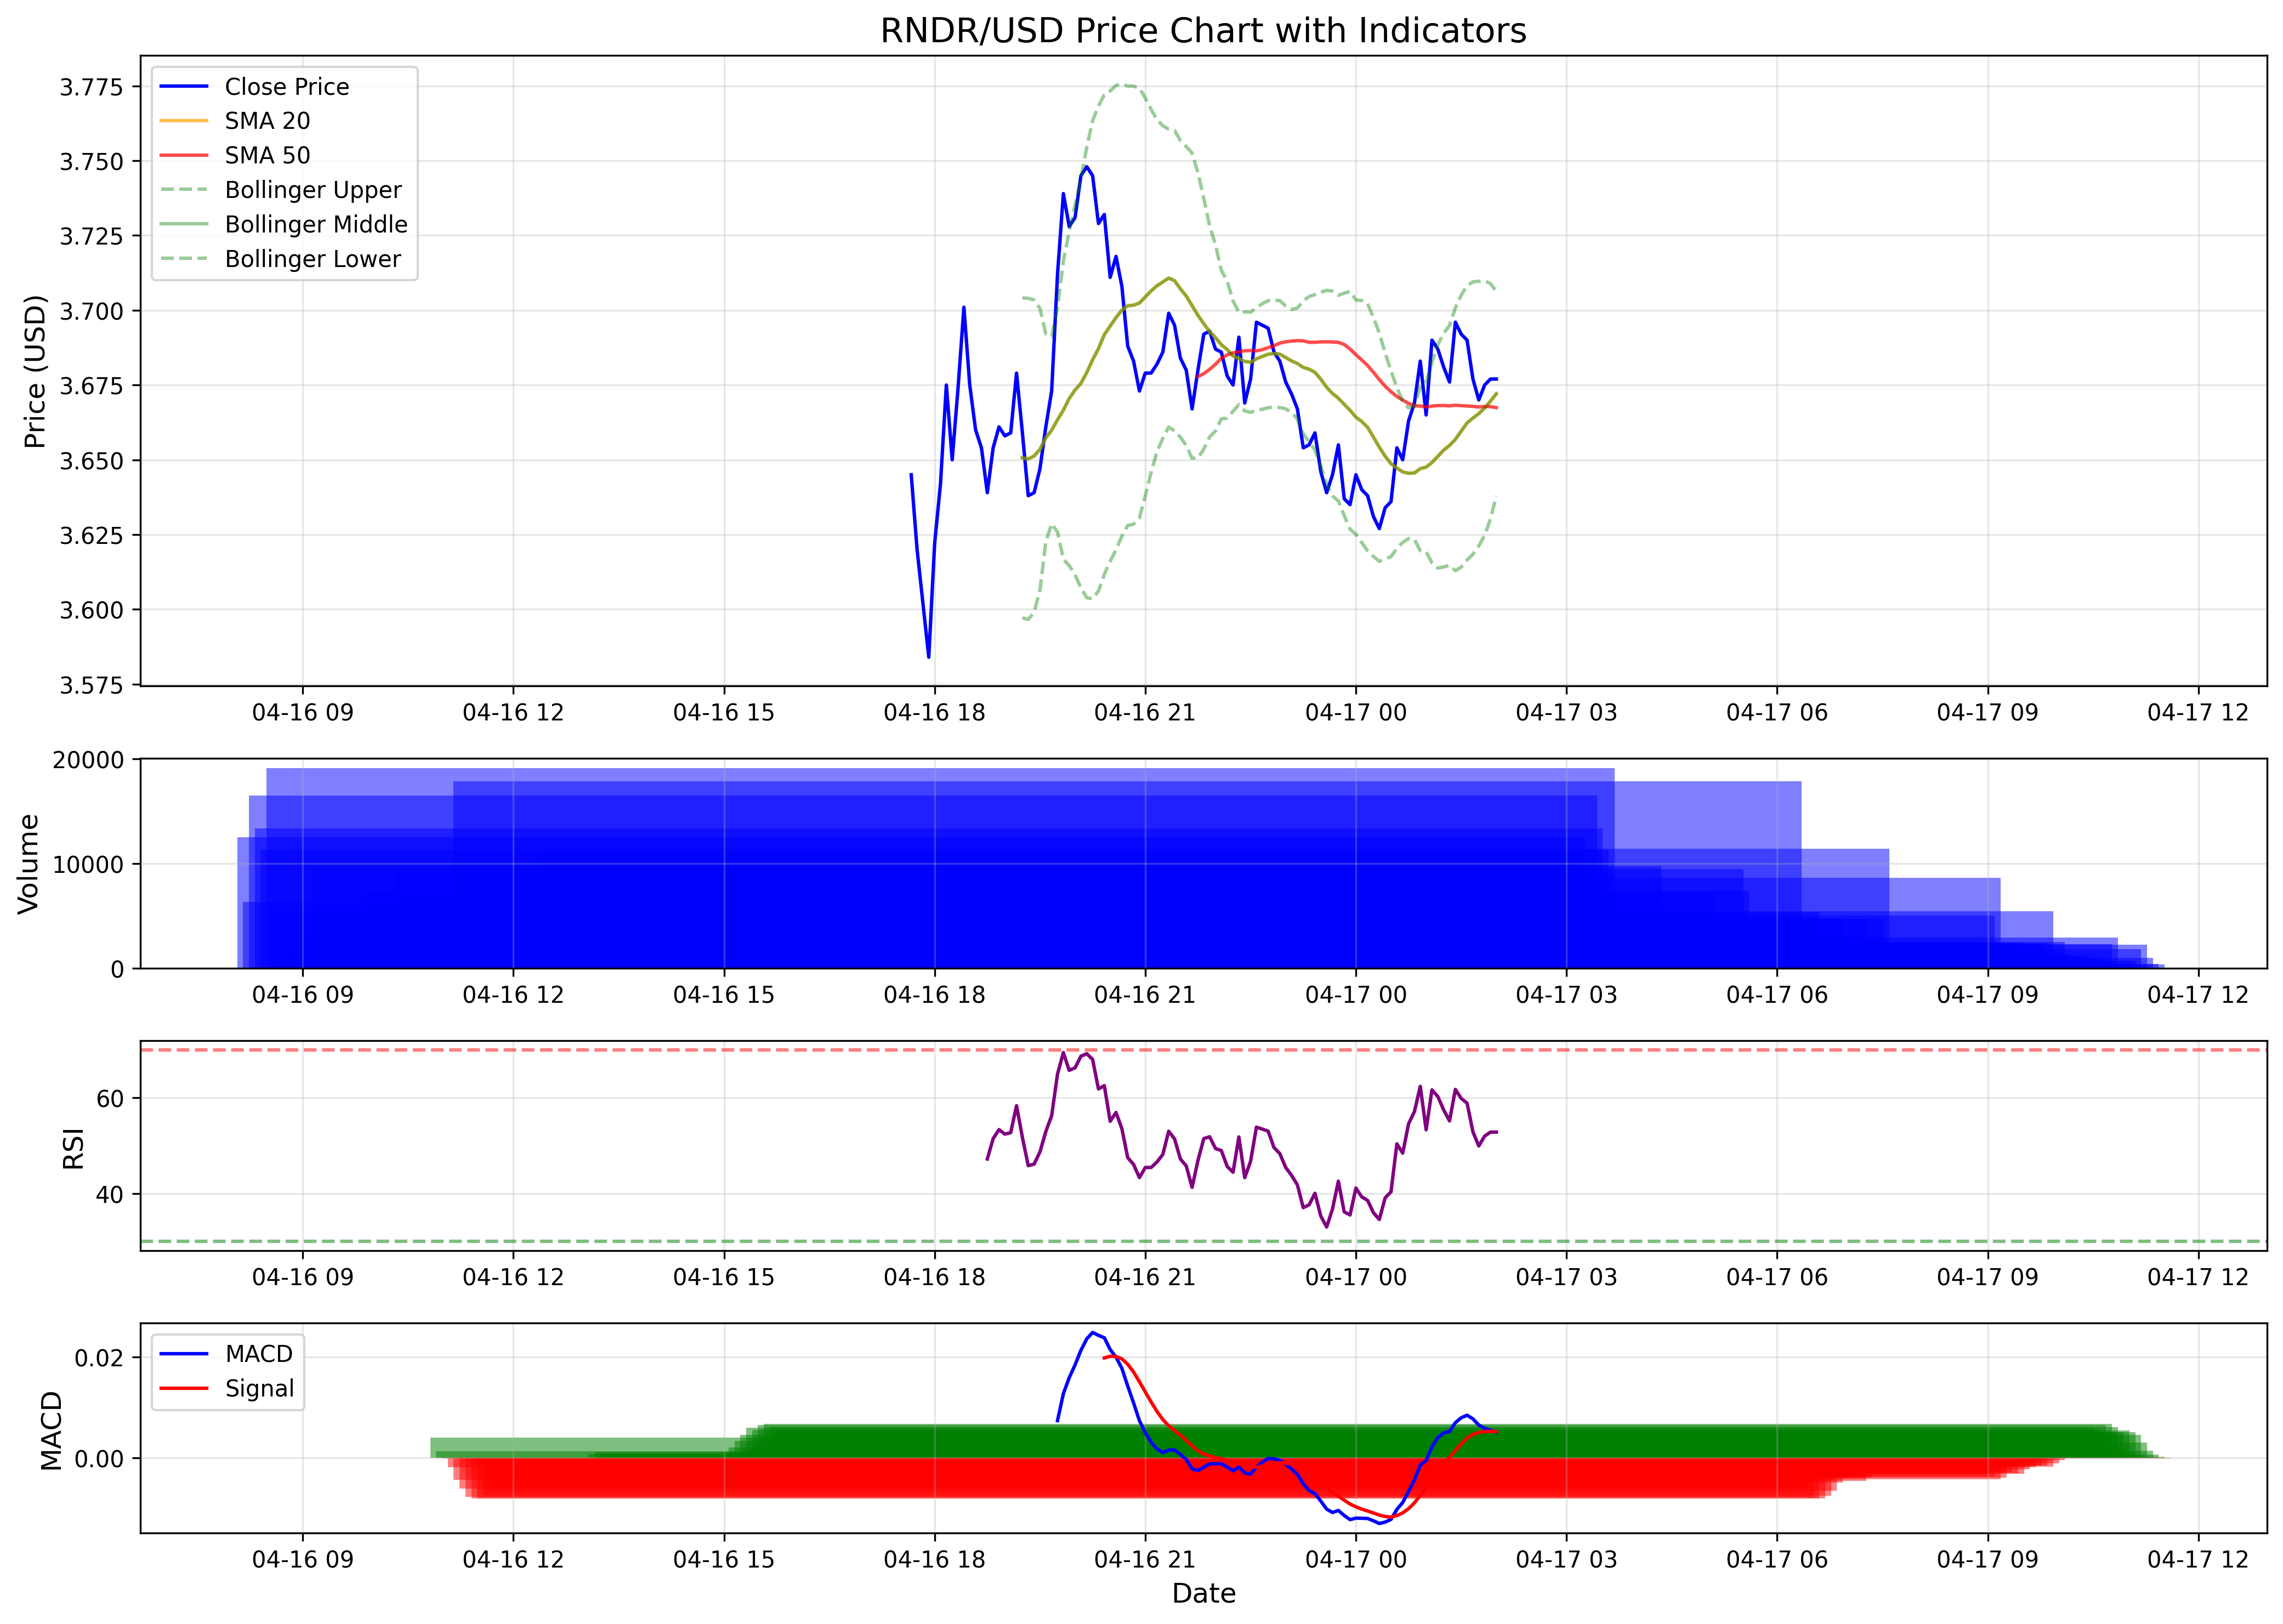 RNDR/USD Price Chart with Indicators
Close Price
SMA 20
SMA 50
Bollinger Upper
Bollinger Middle
Bollinger Lower
Price (USD)
3.775
3.750
3.725
3.700
3.675
3.650
3.625
3.600
3.575
04-16 09 04-16 12 04-16 15 04-16 18 04-16 21 04-17 00 04-17 03 04-17 06 04-17 09 04-17 12
Volume
20000
10000
0
04-16 09 04-16 12 04-16 15 04-16 18 04-16 21 04-17 00 04-17 03 04-17 06 04-17 09 04-17 12
RSI
60
40
04-16 09 04-16 12 04-16 15 04-16 18 04-16 21 04-17 00 04-17 03 04-17 06 04-17 09 04-17 12
MACD
Signal
MACD
0.02
0.00
04-16 09 04-16 12 04-16 15 04-16 18 04-16 21 04-17 00 04-17 03 04-17 06 04-17 09 04-17 12
Date